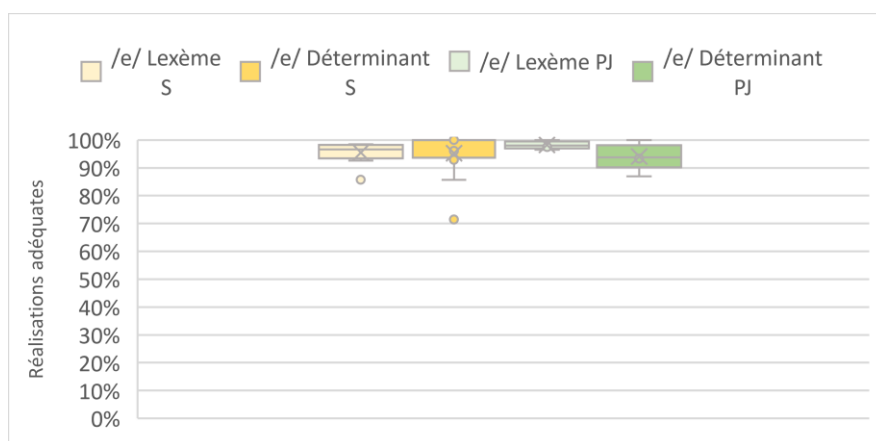 /e/ Lexème S
/e/ Déterminant S
/e/ Lexème PJ
/e/ Déterminant PJ
Réalisations adéquates
100%
90%
80%
70%
60%
50%
40%
30%
20%
10%
0%